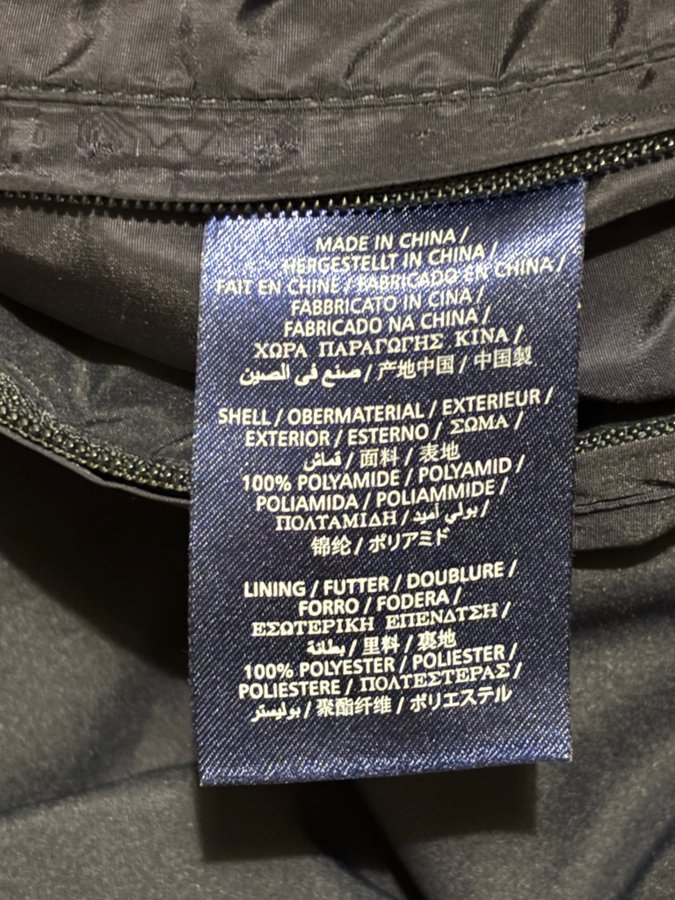 MADE IN CHINA /
HERGESTELLT IN CHINA /
FAIT EN CHINE / FABRICADO EN CHINA /
FABBRICATO IN CINA /
FABRICADO NA CHINA /
ΧΩΡΑ ΠΑΡΑΓΩΓΗΣ ΚΙΝΑ /
صنع في الصين / 产地中国 / 中国製
SHELL / OBERMATERIAL / EXTERIEUR /
EXTERIOR / ESTERNO / ΣΩΜΑ /
قماش / 面料 / 表地
100% POLYAMIDE / POLYAMID /
POLIAMIDA / POLIAMMIDE /
ΠΟΛΥΑΜΙΔΗ / بولي أميد /
锦纶 / ポリアミド
LINING / FUTTER / DOUBLURE /
FORRO / FODERA /
ΕΣΩΤΕΡΙΚΗ ΕΠΕΝΔΥΣΗ /
بطانة / 里料 / 裏地
100% POLYESTER / POLIESTER /
POLIESTERE / ΠΟΛΥΕΣΤΕΡΑΣ /
بوليستر / 聚酯纤维 / ポリエステル